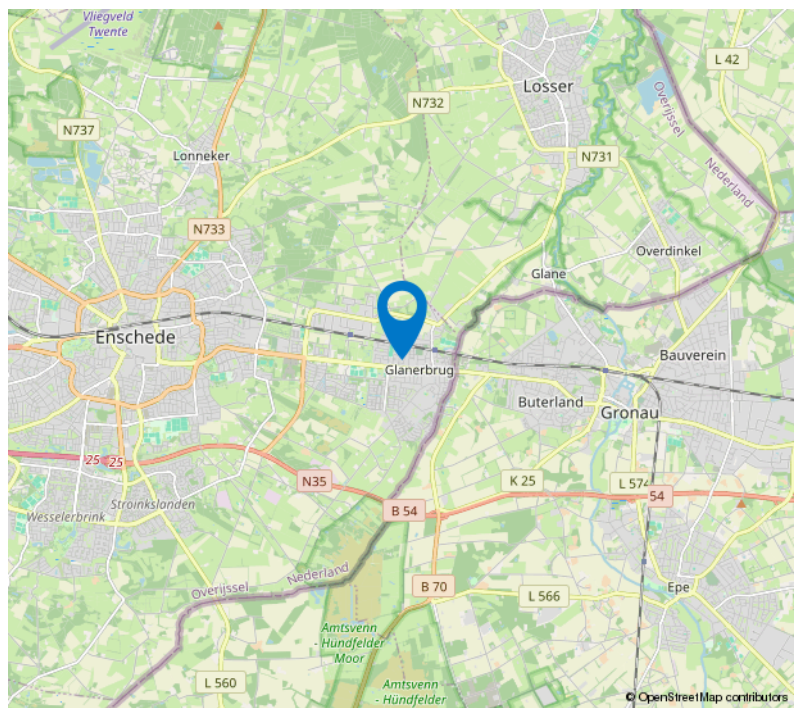 Vliegveld
Twente
L 42
Losser
N732
N737
Lonneker
N731
Overijssel
Nederland
N733
Overdinkel
Glane
Enschede
Bauverein
Glanerbrug
Buterland
Gronau
25
25
N35
K 25
L 574
54
Stroinkslanden
Wesselerbrink
B 54
Overijssel
Nederland
B 70
L 566
Epe
Amtsvenn
- Hündfelder
Moor
L 560
Amtsvenn
- Hündfelder
© OpenStreetMap contributors